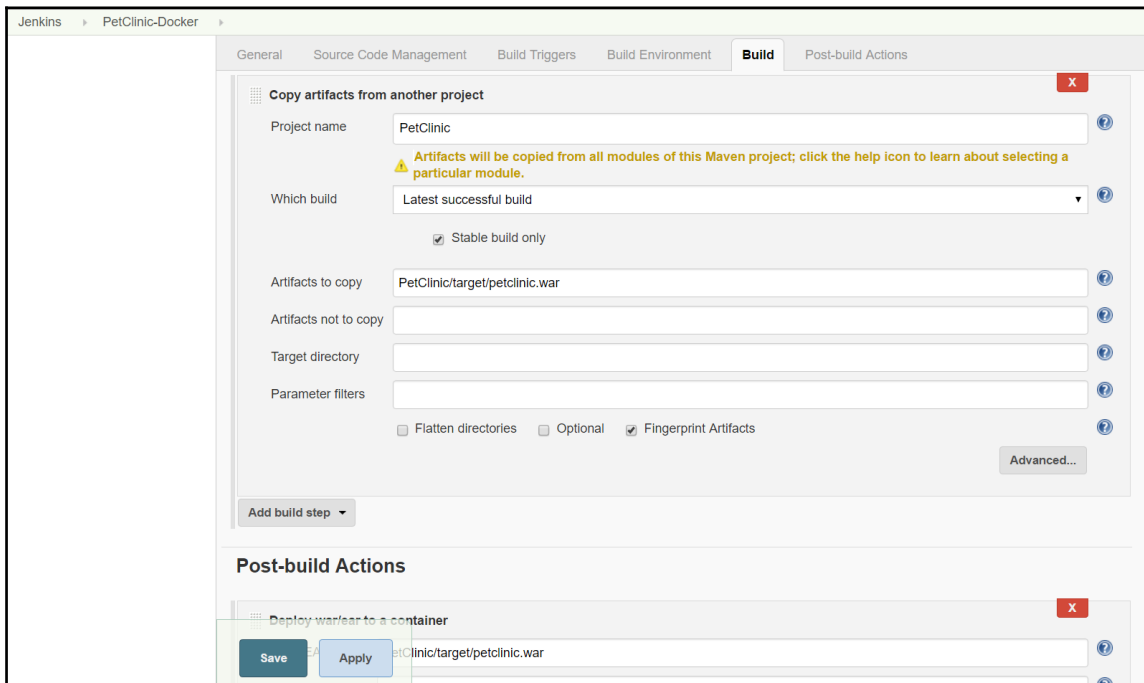 Jenkins PetClinic-Docker
General Source Code Management Build Triggers Build Environment Build Post-build Actions
X
Copy artifacts from another project
Project name PetClinic
Artifacts will be copied from all modules of this Maven project; click the help icon to learn about selecting a
particular module.
Which build Latest successful build
Stable build only
Artifacts to copy PetClinic/target/petclinic.war
Artifacts not to copy
Target directory
Parameter filters
Flatten directories Optional Fingerprint Artifacts
Advanced...
Add build step
Post-build Actions
X
Deploy war/ear to a container
Save Apply etClinic/target/petclinic.war